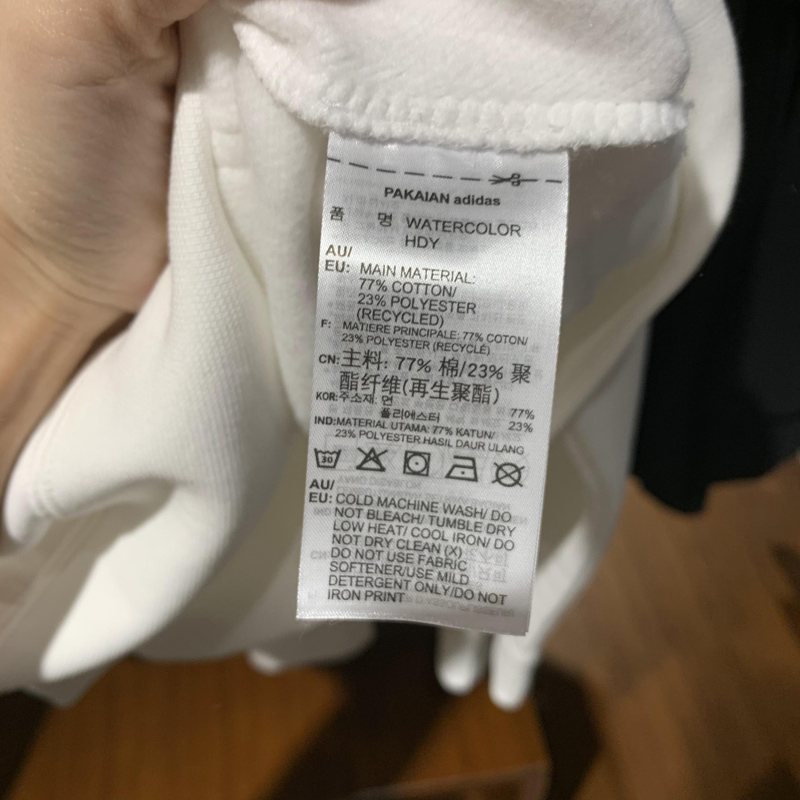 PAKAIAN adidas
품 명 WATERCOLOR
HDY
AU/
EU: MAIN MATERIAL:
77% COTTON/
23% POLYESTER
(RECYCLED)
F: MATIERE PRINCIPALE: 77% COTON/
23% POLYESTER (RECYCLÉ)
CN:主料: 77% 棉/23% 聚
酯纤维(再生聚酯)
KOR:주소재: 면 77%
폴리에스터 23%
IND:MATERIAL UTAMA: 77% KATUN/
23% POLYESTER HASIL DAUR ULANG
30
AU/
EU: COLD MACHINE WASH/ DO
NOT BLEACH/ TUMBLE DRY
LOW HEAT/ COOL IRON/ DO
NOT DRY CLEAN (X)
DO NOT USE FABRIC
SOFTENER/USE MILD
DETERGENT ONLY/DO NOT
IRON PRINT